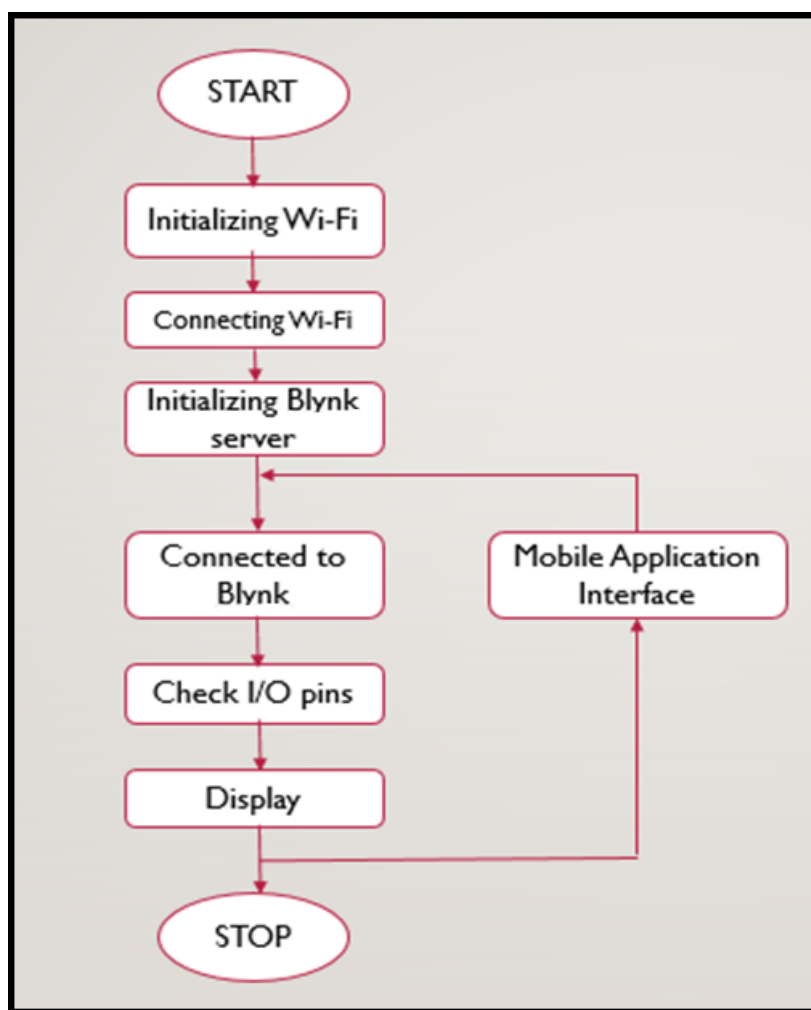 START
Initializing Wi-Fi
Connecting Wi-Fi
Initializing Blynk
server
Connected to
Blynk
Mobile Application
Interface
Check I/O pins
Display
STOP